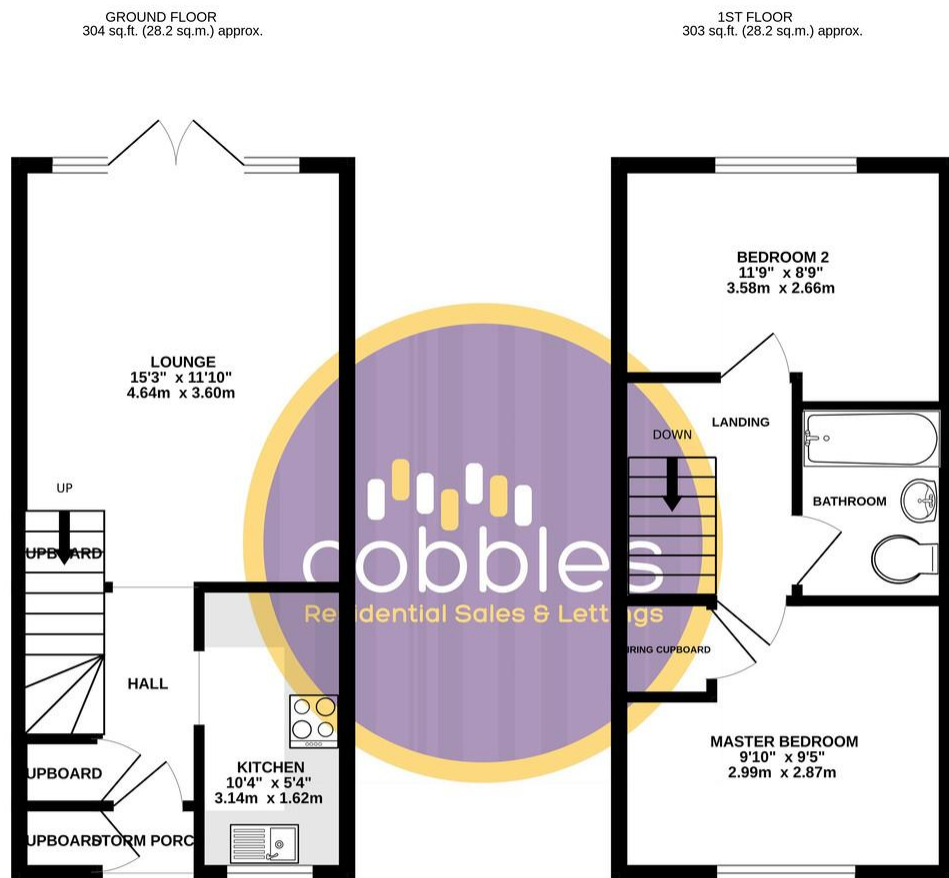 GROUND FLOOR
304 sq.ft. (28.2 sq.m.) approx.
1ST FLOOR
303 sq.ft. (28.2 sq.m.) approx.
BEDROOM 2
11'9" x 8'9"
3.58m x 2.66m
LOUNGE
15'3" x 11'10"
4.64m x 3.60m
LANDING
DOWN
UP
BATHROOM
UPBOARD
cobbles
Residential Sales & Lettings
IRING CUPBOARD
HALL
MASTER BEDROOM
9'10" x 9'5"
2.99m x 2.87m
KITCHEN
10'4" x 5'4"
3.14m x 1.62m
UPBOARD
UPBOARD
STORM PORC